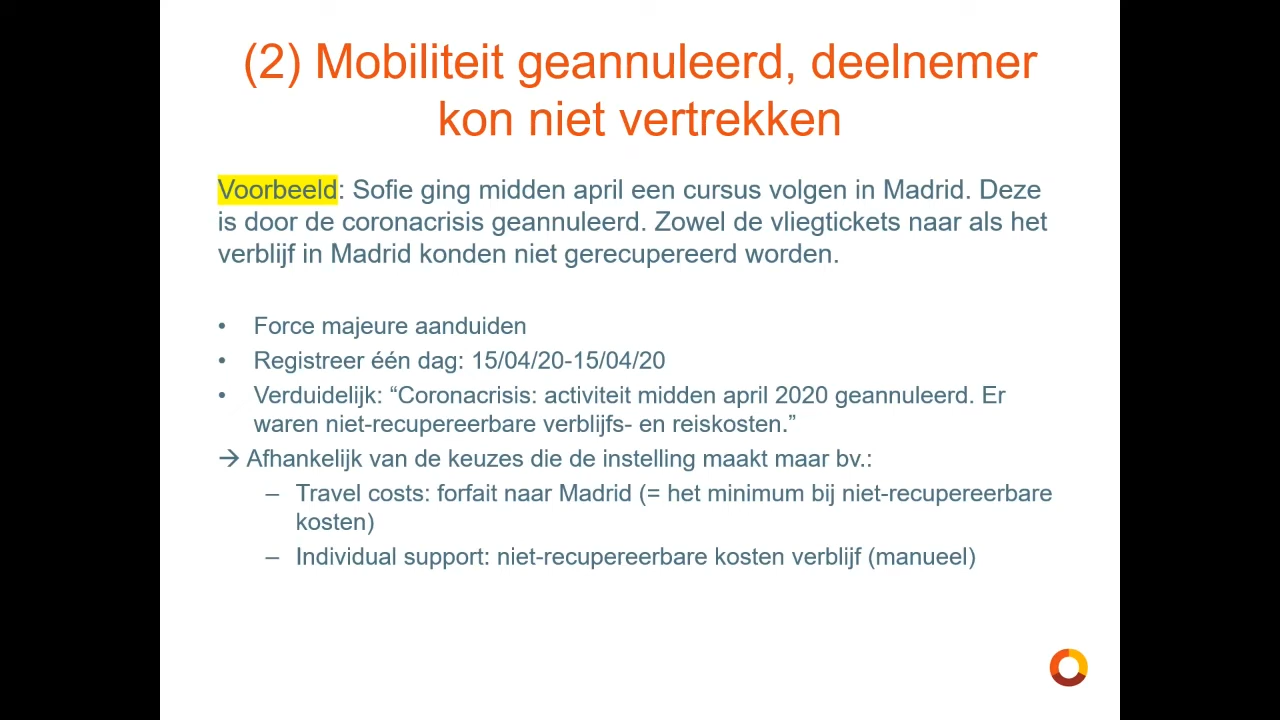 (2) Mobiliteit geannuleerd, deelnemer
kon niet vertrekken
Voorbeeld: Sofie ging midden april een cursus volgen in Madrid. Deze
is door de coronacrisis geannuleerd. Zowel de vliegtickets naar als het
verblijf in Madrid konden niet gerecupereerd worden.
• Force majeure aanduiden
• Registreer één dag: 15/04/20-15/04/20
• Verduidelijk: “Coronacrisis: activiteit midden april 2020 geannuleerd. Er
waren niet-recupereerbare verblijfs- en reiskosten.”
→ Afhankelijk van de keuzes die de instelling maakt maar bv.:
– Travel costs: forfait naar Madrid (= het minimum bij niet-recupereerbare
kosten)
– Individual support: niet-recupereerbare kosten verblijf (manueel)